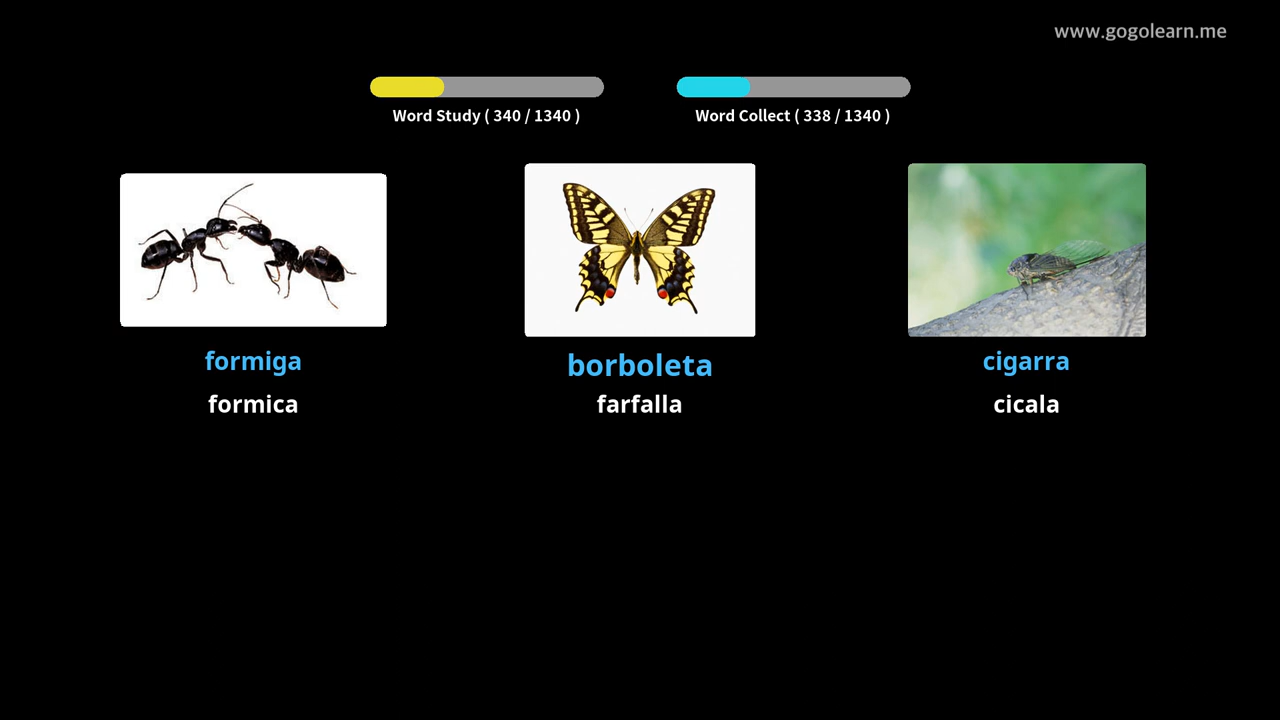 www.gogolearn.me
Word Study ( 340 / 1340 )
Word Collect ( 338 / 1340 )
formiga
formica
borboleta
farfalla
cigarra
cicala